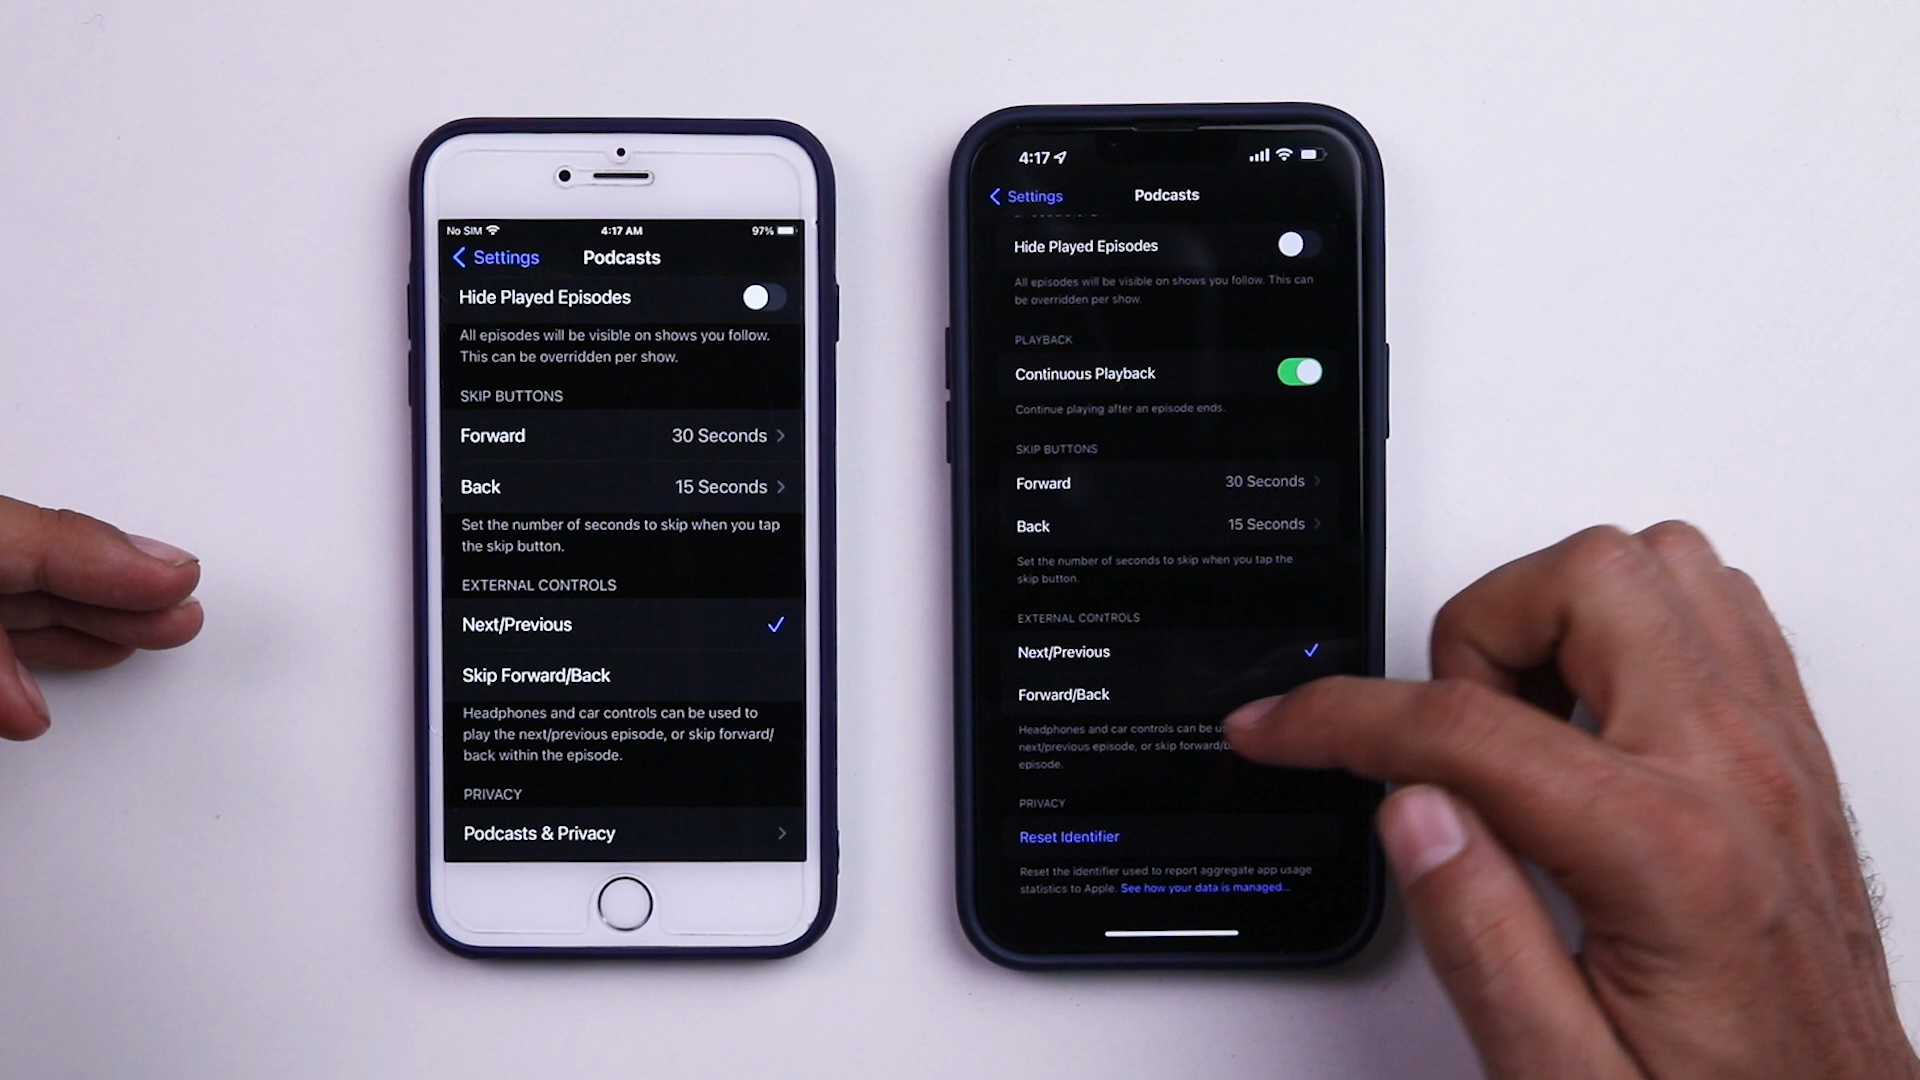 No SIM 4:17 AM 97%
Settings Podcasts
Hide Played Episodes
All episodes will be visible on shows you follow.
This can be overridden per show.
SKIP BUTTONS
Forward 30 Seconds
Back 15 Seconds
Set the number of seconds to skip when you tap
the skip button.
EXTERNAL CONTROLS
Next/Previous
Skip Forward/Back
Headphones and car controls can be used to
play the next/previous episode, or skip forward/
back within the episode.
PRIVACY
Podcasts & Privacy
4:17
Settings Podcasts
Hide Played Episodes
All episodes will be visible on shows you follow. This can
be overridden per show.
PLAYBACK
Continuous Playback
Continue playing after an episode ends.
SKIP BUTTONS
Forward 30 Seconds
Back 15 Seconds
Set the number of seconds to skip when you tap the
skip button.
EXTERNAL CONTROLS
Next/Previous
Forward/Back
Headphones and car controls can be
next/previous episode, or skip forward/
episode.
PRIVACY
Reset Identifier
Reset the identifier used to report aggregate app usage
statistics to Apple. See how your data is managed...